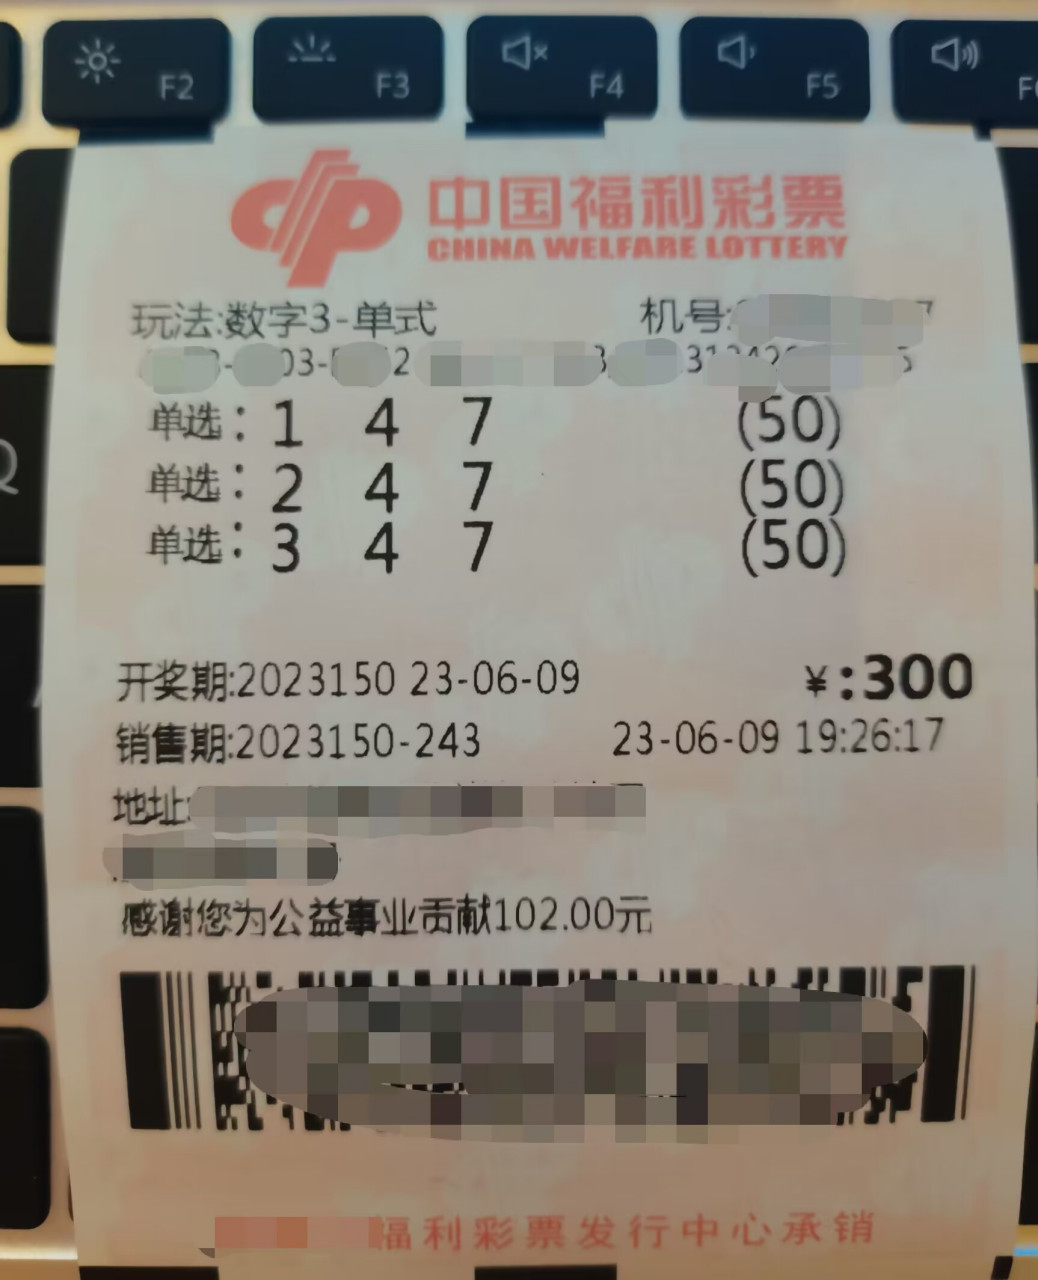 F2 F3 F4 F5
中国福利彩票
CHINA WELFARE LOTTERY
玩法:数字3-单式 机号:
单选: 1 4 7 (50)
单选: 2 4 7 (50)
单选: 3 4 7 (50)
开奖期:2023150 23-06-09 ¥:300
销售期:2023150-243 23-06-09 19:26:17
地址:
感谢您为公益事业贡献102.00元
福利彩票发行中心承销